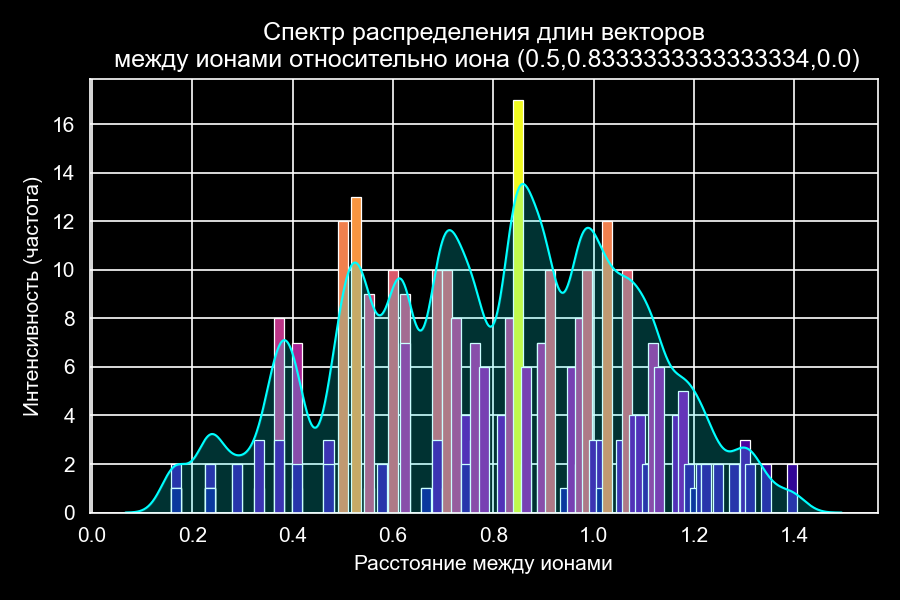 Спектр распределения длин векторов
между ионами относительно иона (0.5,0.8333333333333334,0.0)
Интенсивность (частота)
16
14
12
10
8
6
4
2
0
0.0 0.2 0.4 0.6 0.8 1.0 1.2 1.4
Расстояние между ионами